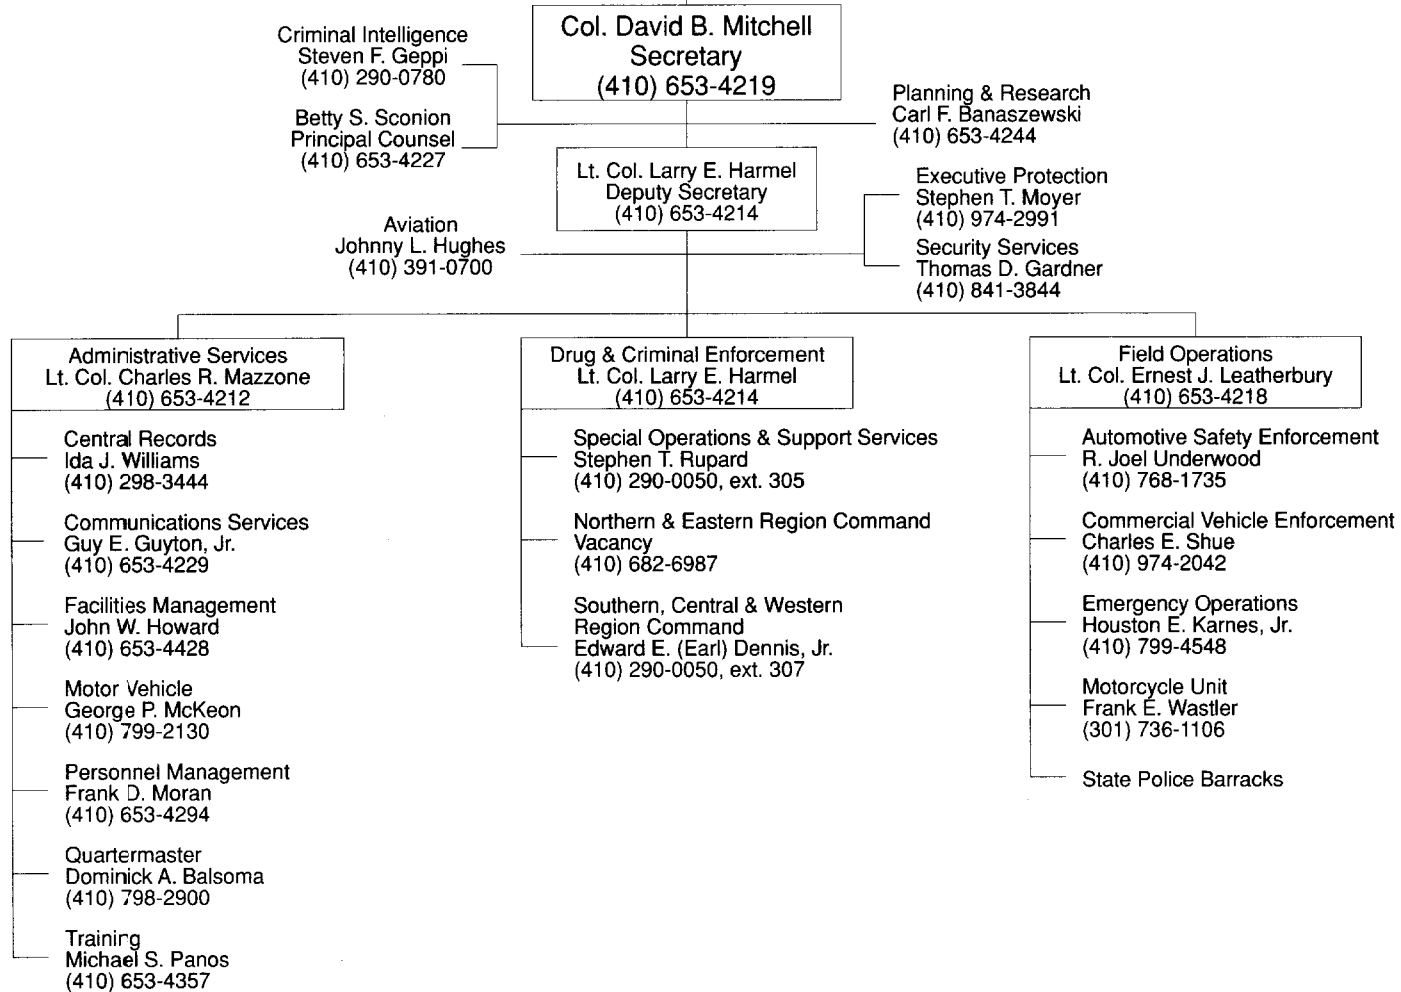 Col. David B. Mitchell
Secretary
(410) 653-4219
Criminal Intelligence
Steven F. Geppi
(410) 290-0780
Betty S. Sconion
Principal Counsel
(410) 653-4227
Planning & Research
Carl F. Banaszewski
(410) 653-4244
Lt. Col. Larry E. Harmel
Deputy Secretary
(410) 653-4214
Aviation
Johnny L. Hughes
(410) 391-0700
Executive Protection
Stephen T. Moyer
(410) 974-2991
Security Services
Thomas D. Gardner
(410) 841-3844
Administrative Services
Lt. Col. Charles R. Mazzone
(410) 653-4212
Central Records
Ida J. Williams
(410) 298-3444
Communications Services
Guy E. Guyton, Jr.
(410) 653-4229
Facilities Management
John W. Howard
(410) 653-4428
Motor Vehicle
George P. McKeon
(410) 799-2130
Personnel Management
Frank D. Moran
(410) 653-4294
Quartermaster
Dominick A. Balsoma
(410) 798-2900
Training
Michael S. Panos
(410) 653-4357
Drug & Criminal Enforcement
Lt. Col. Larry E. Harmel
(410) 653-4214
Special Operations & Support Services
Stephen T. Rupard
(410) 290-0050, ext. 305
Northern & Eastern Region Command
Vacancy
(410) 682-6987
Southern, Central & Western
Region Command
Edward E. (Earl) Dennis, Jr.
(410) 290-0050, ext. 307
Field Operations
Lt. Col. Ernest J. Leatherbury
(410) 653-4218
Automotive Safety Enforcement
R. Joel Underwood
(410) 768-1735
Commercial Vehicle Enforcement
Charles E. Shue
(410) 974-2042
Emergency Operations
Houston E. Karnes, Jr.
(410) 799-4548
Motorcycle Unit
Frank E. Wastler
(301) 736-1106
State Police Barracks